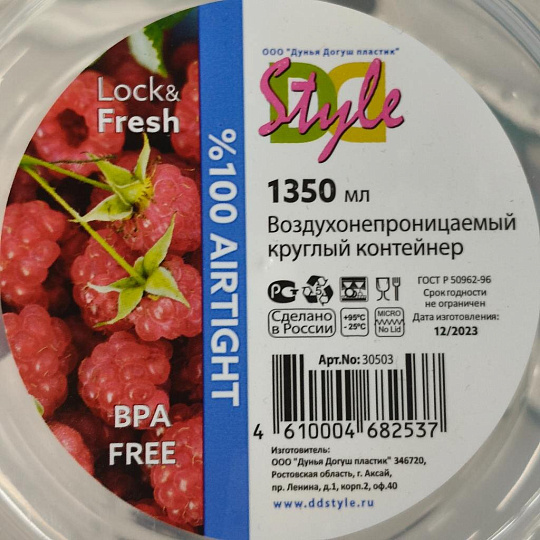 Lock&
Fresh
%100 AIRTIGHT
BPA
FREE
ООО "Дунья Догуш пластик"
DD
Style
1350 мл
Воздухонепроницаемый
круглый контейнер
ГОСТ Р 50962-96
Срок годности
не ограничен
Дата изготовления:
12/2023
5
Сделано
в России
+95°C
-25°C
MICRO
No Lid
Арт.No: 30503
4 610004 682537
Изготовитель:
ООО "Дунья Догуш пластик" 346720,
Ростовская область, г. Аксай,
пр. Ленина, д.1, корп.2, оф.40
www.ddstyle.ru